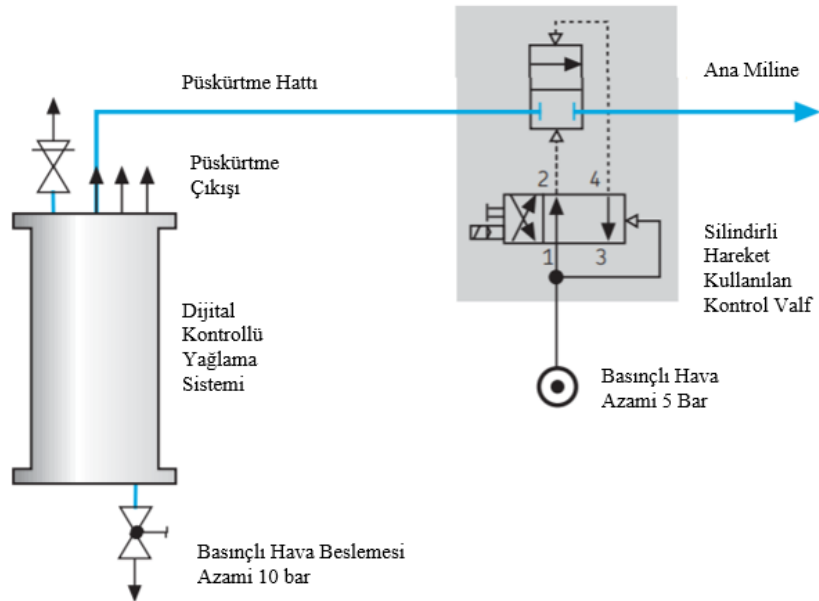 Püskürtme Hattı
Ana Miline
Püskürtme
Çıkışı
2 4
1 3
Silindirli
Hareket
Kullanılan
Kontrol Valf
Dijital
Kontrollü
Yağlama
Sistemi
Basınçlı Hava
Azami 5 Bar
Basınçlı Hava Beslemesi
Azami 10 bar